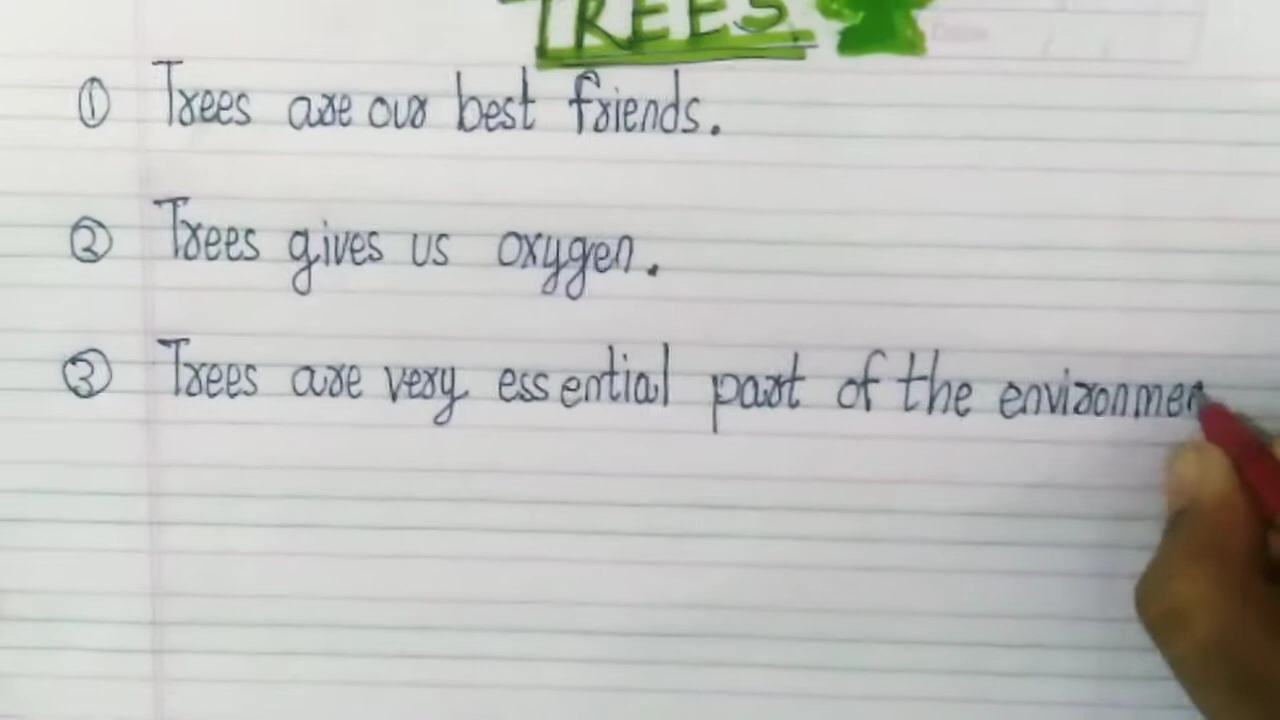 TREES
① Trees are our best friends.
② Trees gives us oxygen.
③ Trees are very essential part of the environmen